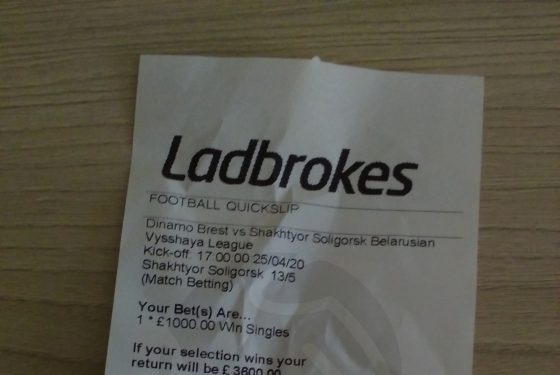 Ladbrokes
FOOTBALL QUICKSLIP
Dinamo Brest vs Shakhtyor Soligorsk Belarusian
Vysshaya League
Kick-off: 17 00 00 25/04/20
Shakhtyor Soligorsk 13/5
(Match Betting)
Your Bet(s) Are...
1 * £1000.00 Win Singles
If your selection wins your
return will be £ 3600.00